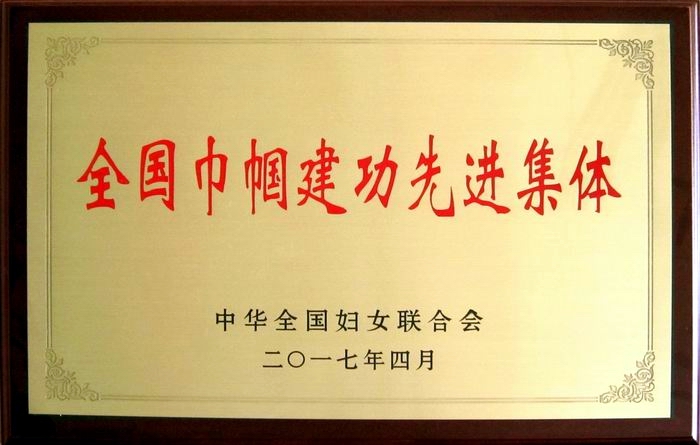 全国巾帼建功先进集体
中华全国妇女联合会
二〇一七年四月